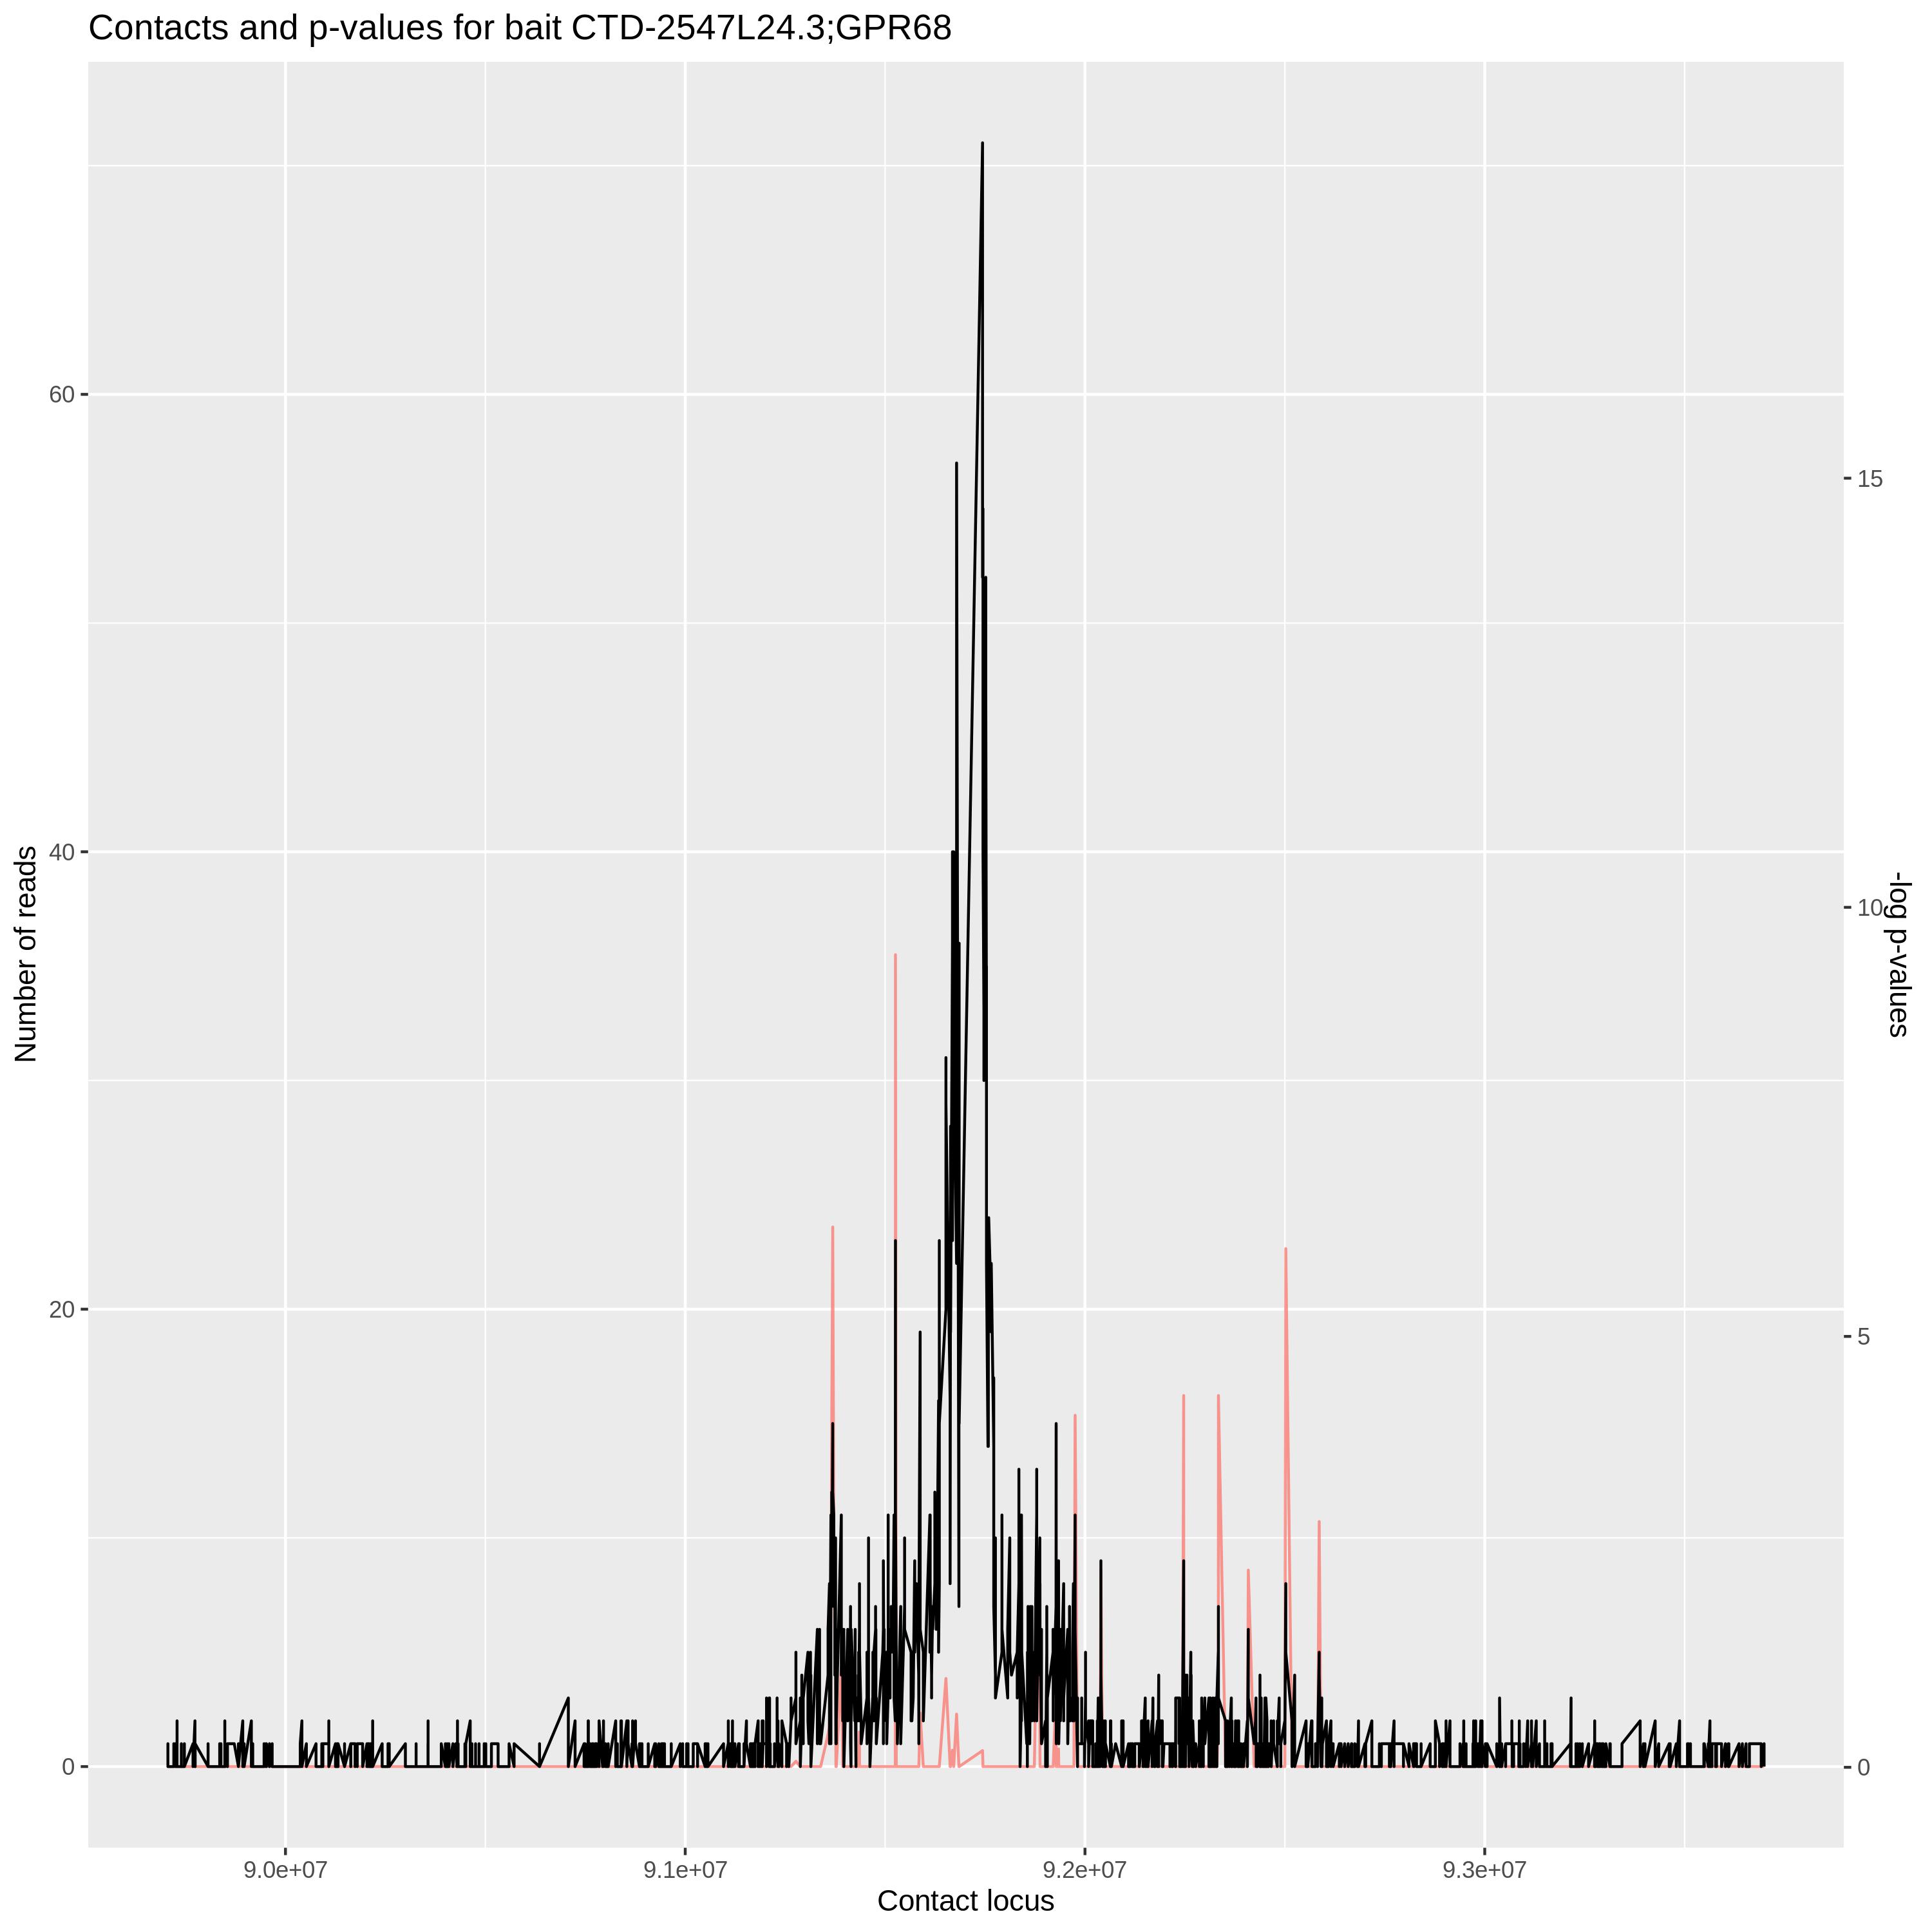 Contacts and p-values for bait CTD-2547L24.3;GPR68
Number of reads
60
40
20
0
15
10
5
0
-log p-values
9.0e+07
9.1e+07
9.2e+07
9.3e+07
Contact locus